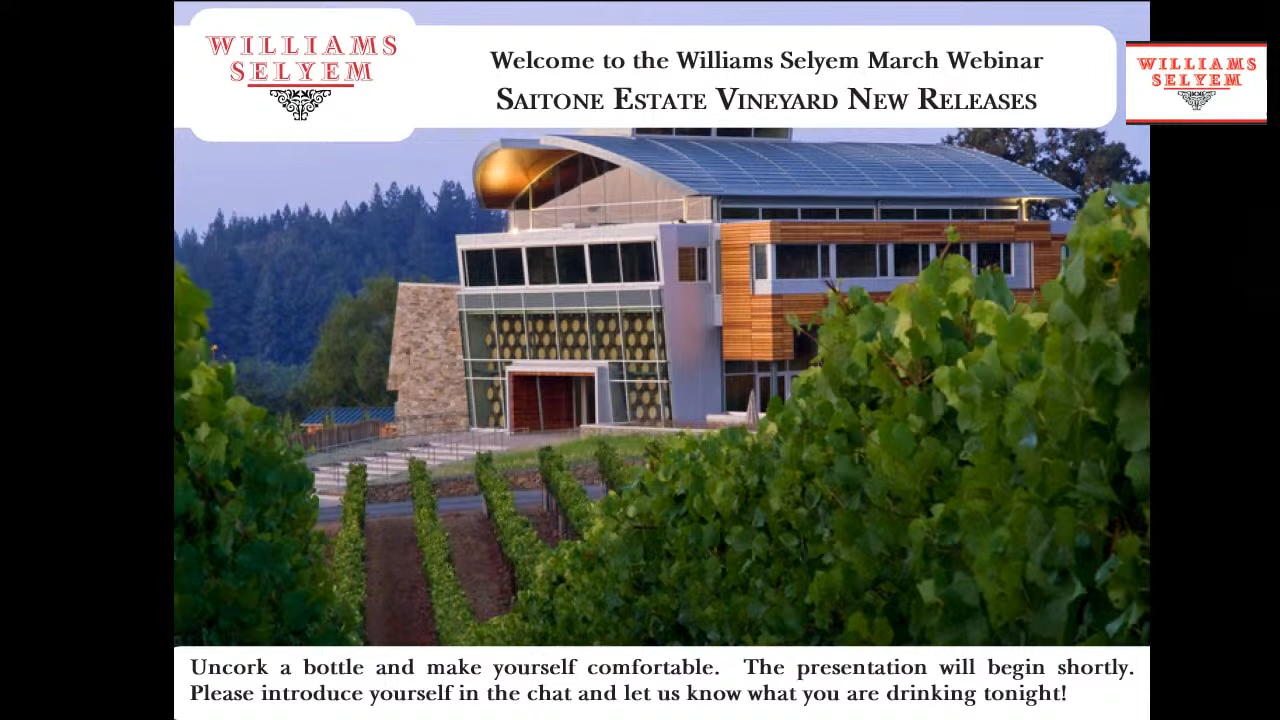 WILLIAMS
SELYEM
Welcome to the Williams Selyem March Webinar
SAITONE ESTATE VINEYARD NEW RELEASES
WILLIAMS
SELYEM
Uncork a bottle and make yourself comfortable. The presentation will begin shortly.
Please introduce yourself in the chat and let us know what you are drinking tonight!